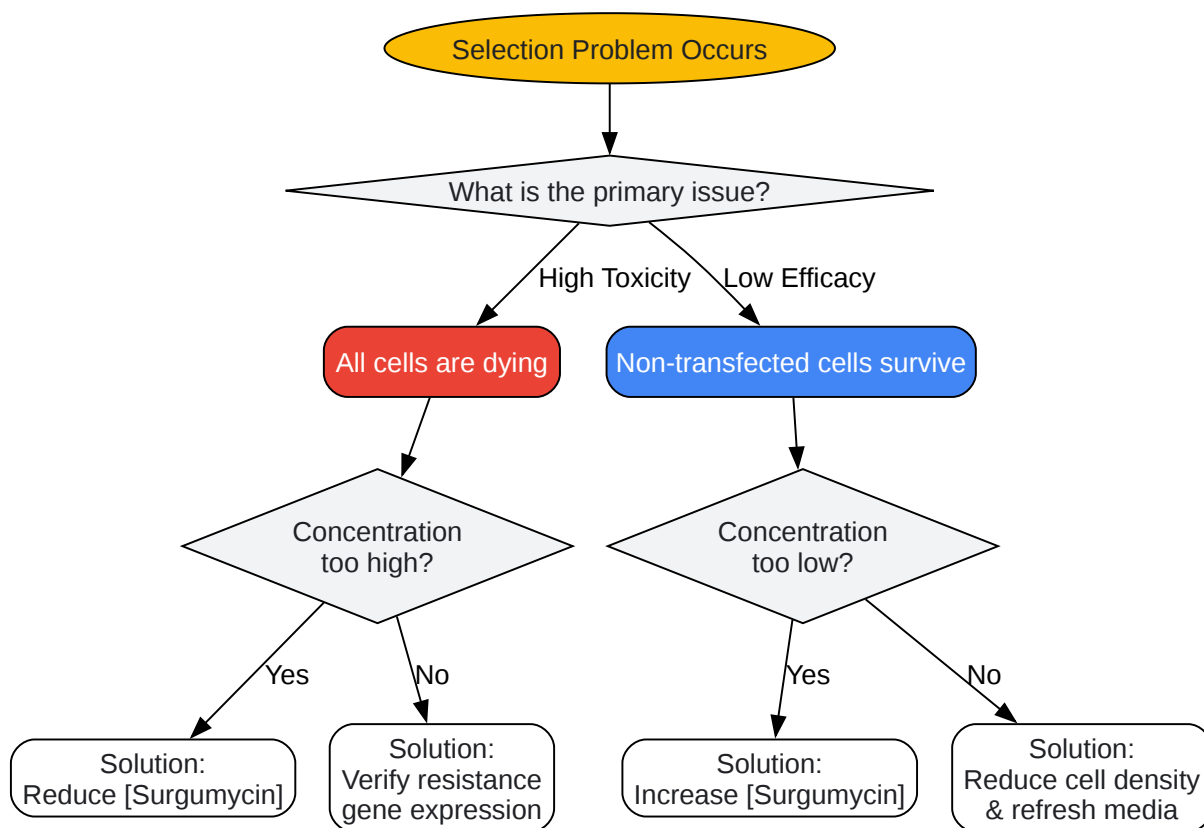 Selection Problem Occurs
What is the primary issue?
High Toxicity
Low Efficacy
All cells are dying
Non-transfected cells survive
Concentration
too high?
Concentration
too low?
Yes
No
Yes
No
Solution:
Reduce [Surgumycin]
Solution:
Verify resistance
gene expression
Solution:
Increase [Surgumycin]
Solution:
Reduce cell density
& refresh media